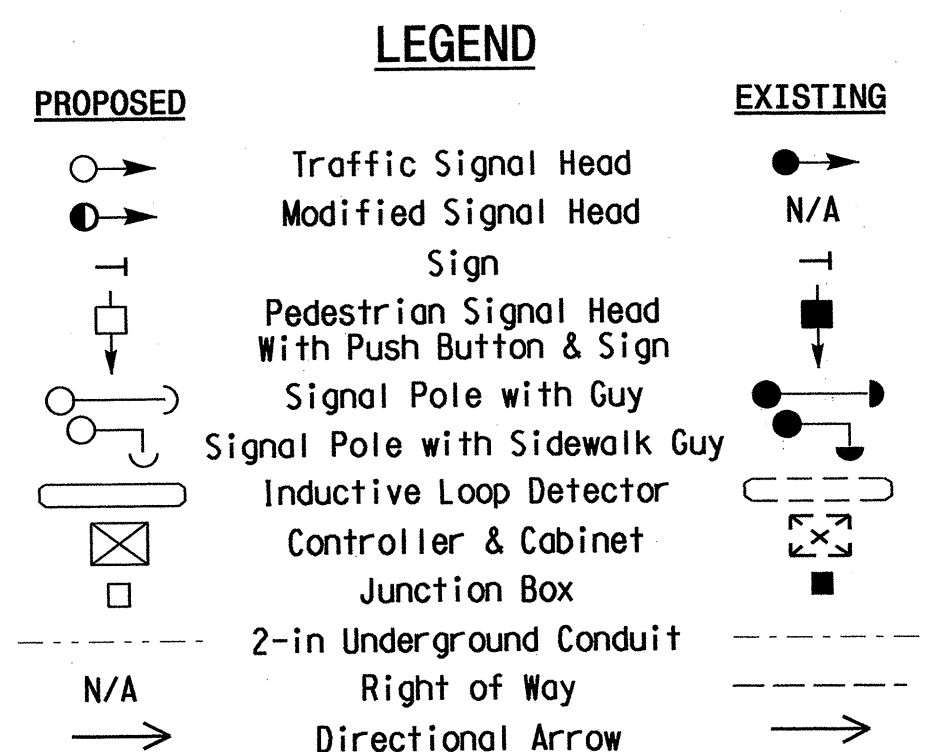 LEGEND
PROPOSED
EXISTING
Traffic Signal Head
Modified Signal Head
N/A
Sign
Pedestrian Signal Head
With Push Button & Sign
Signal Pole with Guy
Signal Pole with Sidewalk Guy
Inductive Loop Detector
Controller & Cabinet
Junction Box
2-in Underground Conduit
N/A
Right of Way
Directional Arrow